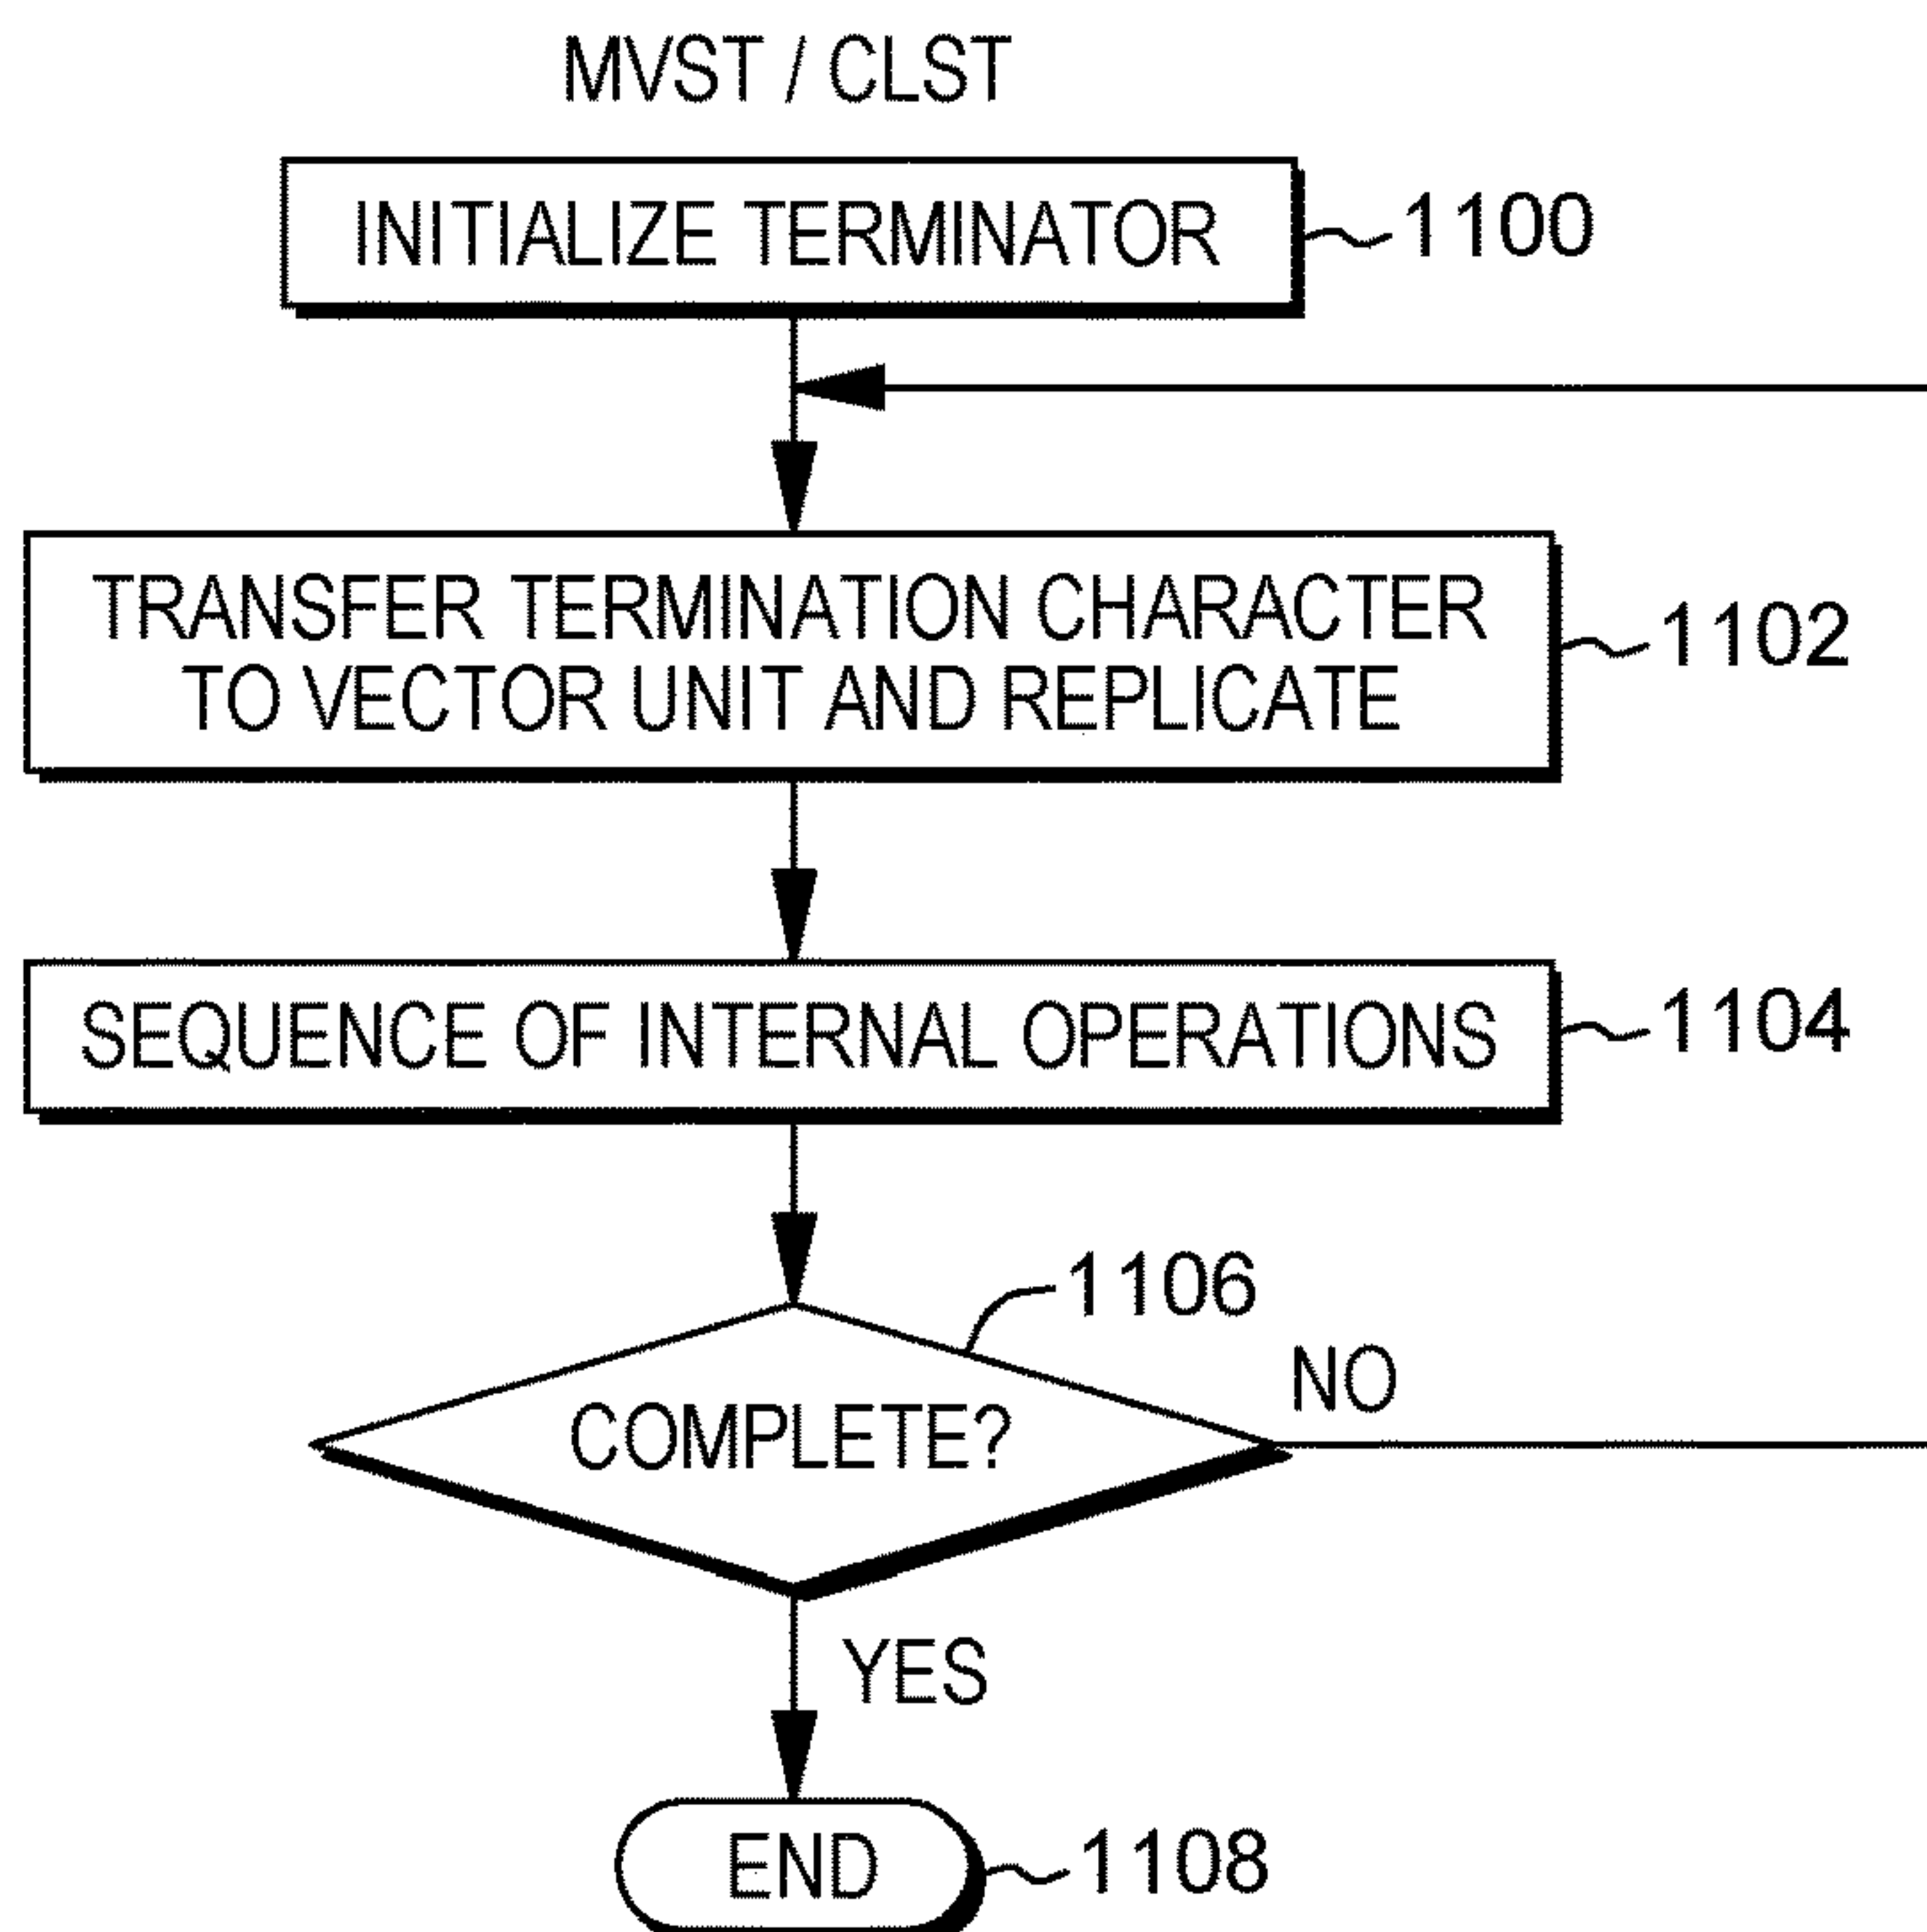 MVST / CLST
INITIALIZE TERMINATOR
1100
TRANSFER TERMINATION CHARACTER
TO VECTOR UNIT AND REPLICATE
1102
SEQUENCE OF INTERNAL OPERATIONS
1104
1106
COMPLETE?
NO
YES
END
1108